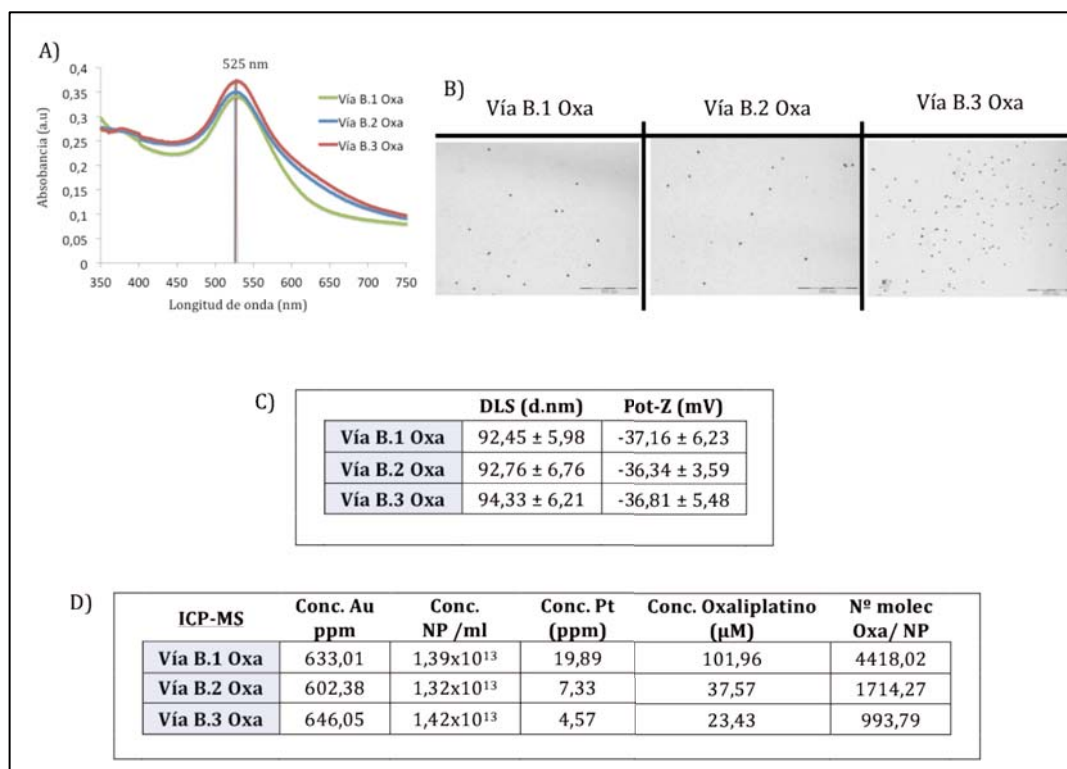 A)
525 nm
0,4
0,35
0,3
0,25
0,2
0,15
0,1
0,05
0
Absobancia (a.u)
350 400 450 500 550 600 650 700 750
Longitud de onda (nm)
Vía B.1 Oxa
Vía B.2 Oxa
Vía B.3 Oxa
B)
Vía B.1 Oxa Vía B.2 Oxa Vía B.3 Oxa
C)
DLS (d.nm) Pot-Z (mV)
Vía B.1 Oxa 92,45 ± 5,98 -37,16 ± 6,23
Vía B.2 Oxa 92,76 ± 6,76 -36,34 ± 3,59
Vía B.3 Oxa 94,33 ± 6,21 -36,81 ± 5,48
D)
ICP-MS Conc. Au ppm Conc. NP /ml Conc. Pt (ppm) Conc. Oxaliplatino (μM) Nº molec Oxa/ NP
Vía B.1 Oxa 633,01 1,39x10¹³ 19,89 101,96 4418,02
Vía B.2 Oxa 602,38 1,32x10¹³ 7,33 37,57 1714,27
Vía B.3 Oxa 646,05 1,42x10¹³ 4,57 23,43 993,79